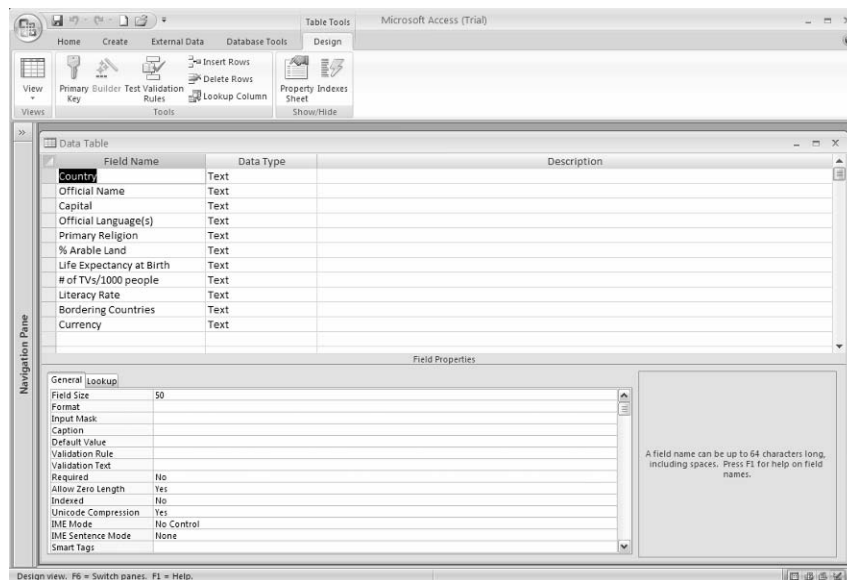 Table Tools Microsoft Access (Trial)
Home Create External Data Database Tools Design
View
Primary Key
Builder
Test Validation Rules
Insert Rows
Delete Rows
Lookup Column
Property Sheet
Indexes
Views Tools Show/Hide
Data Table
Field Name Data Type Description
Country Text
Official Name Text
Capital Text
Official Language(s) Text
Primary Religion Text
% Arable Land Text
Life Expectancy at Birth Text
# of TVs/1000 people Text
Literacy Rate Text
Bordering Countries Text
Currency Text
Navigation Pane
Field Properties
General Lookup
Field Size 50
Format
Input Mask
Caption
Default Value
Validation Rule
Validation Text
Required No
Allow Zero Length Yes
Indexed No
Unicode Compression Yes
IME Mode No Control
IME Sentence Mode None
Smart Tags
A field name can be up to 64 characters long,
including spaces. Press F1 for help on field
names.
Design view. F6 = Switch panes. F1 = Help.